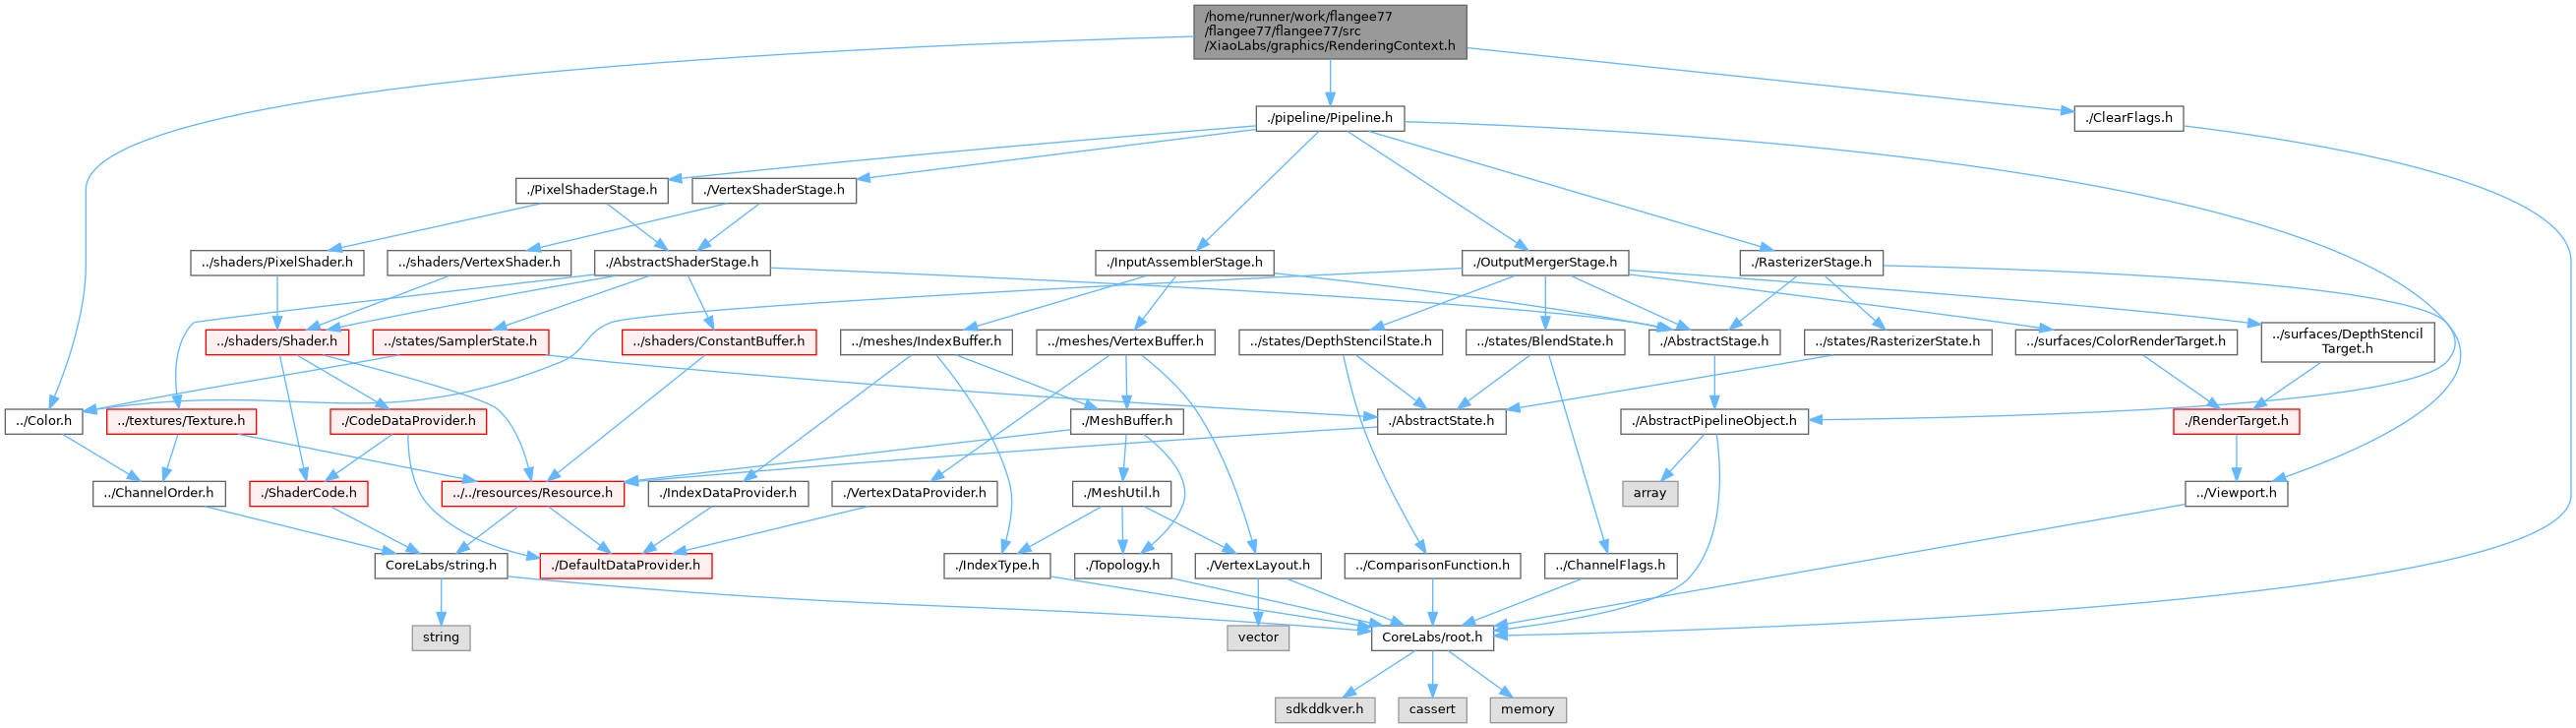 /home/runner/work/flangee77
/flangee77/flangee77/src
/XiaoLabs/graphics/RenderingContext.h
./pipeline/Pipeline.h
./ClearFlags.h
./PixelShaderStage.h
./VertexShaderStage.h
../shaders/PixelShader.h
../shaders/VertexShader.h
./AbstractShaderStage.h
./InputAssemblerStage.h
./OutputMergerStage.h
./RasterizerStage.h
../shaders/Shader.h
../states/SamplerState.h
../shaders/ConstantBuffer.h
../meshes/IndexBuffer.h
../meshes/VertexBuffer.h
../states/DepthStencilState.h
../states/BlendState.h
./AbstractStage.h
../states/RasterizerState.h
../surfaces/ColorRenderTarget.h
../surfaces/DepthStencil
Target.h
../Color.h
../textures/Texture.h
./CodeDataProvider.h
./MeshBuffer.h
./AbstractState.h
./AbstractPipelineObject.h
./RenderTarget.h
../ChannelOrder.h
./ShaderCode.h
../../resources/Resource.h
./IndexDataProvider.h
./VertexDataProvider.h
./MeshUtil.h
array
../Viewport.h
CoreLabs/string.h
./DefaultDataProvider.h
./IndexType.h
./Topology.h
./VertexLayout.h
../ComparisonFunction.h
../ChannelFlags.h
string
vector
CoreLabs/root.h
sdkddkver.h
cassert
memory